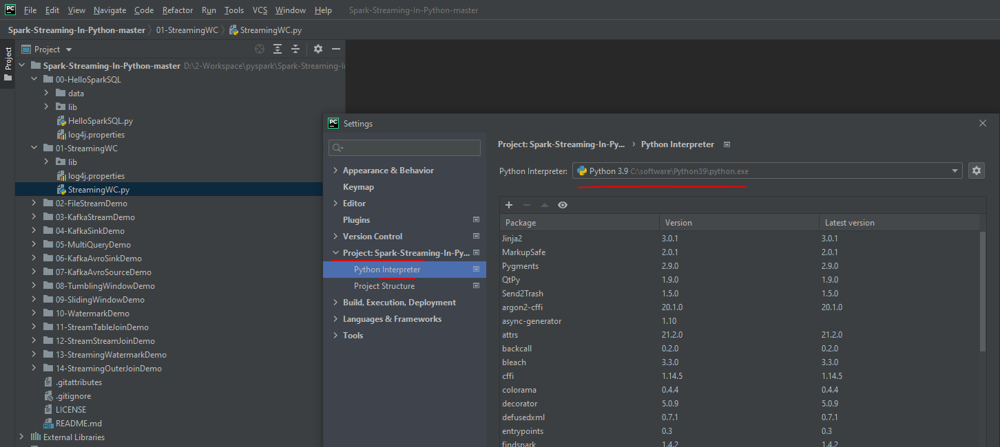 PC File Edit View Navigate Code Refactor Run Tools VCS Window Help Spark-Streaming-In-Python-master
Spark-Streaming-In-Python-master 01-StreamingWC StreamingWC.py
Project
Project
Spark-Streaming-In-Python-master D:\2-Workspace\pyspark\Spark-Streaming-I
00-HelloSparkSQL
data
lib
HelloSparkSQL.py
log4j.properties
01-StreamingWC
lib
log4j.properties
StreamingWC.py
02-FileStreamDemo
03-KafkaStreamDemo
04-KafkaSinkDemo
05-MultiQueryDemo
06-KafkaAvroSinkDemo
07-KafkaAvroSourceDemo
08-TumblingWindowDemo
09-SlidingWindowDemo
10-WatermarkDemo
11-StreamTableJoinDemo
12-StreamStreamJoinDemo
13-StreamingWatermarkDemo
14-StreamingOuterJoinDemo
.gitattributes
.gitignore
LICENSE
MD README.md
External Libraries
PC Settings
Appearance & Behavior
Keymap
Editor
Plugins
Version Control
Project: Spark-Streaming-In-Py...
Python Interpreter
Project Structure
Build, Execution, Deployment
Languages & Frameworks
Tools
Project: Spark-Streaming-In-Py... › Python Interpreter
Python Interpreter: Python 3.9 C:\software\Python39\python.exe
Package Version Latest version
Jinja2 3.0.1 3.0.1
MarkupSafe 2.0.1 2.0.1
Pygments 2.9.0 2.9.0
QtPy 1.9.0 1.9.0
Send2Trash 1.5.0 1.5.0
argon2-cffi 20.1.0 20.1.0
async-generator 1.10
attrs 21.2.0 21.2.0
backcall 0.2.0 0.2.0
bleach 3.3.0 3.3.0
cffi 1.14.5 1.14.5
colorama 0.4.4 0.4.4
decorator 5.0.9 5.0.9
defusedxml 0.7.1 0.7.1
entrypoints 0.3 0.3
findspark 1.4.2 1.4.2